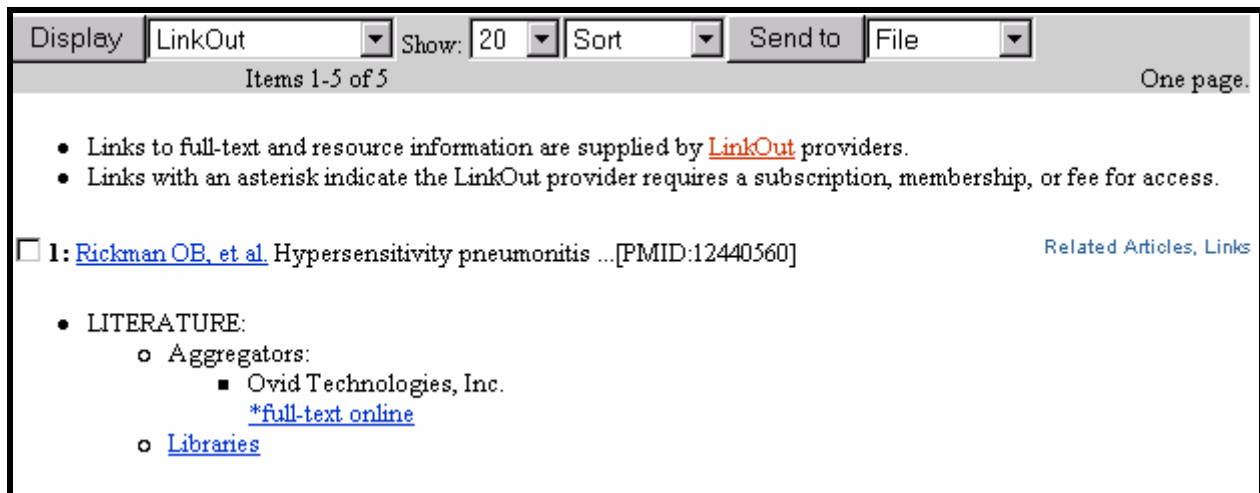 Display LinkOut Show: 20 Sort Send to File
Items 1-5 of 5 One page.
• Links to full-text and resource information are supplied by LinkOut providers.
• Links with an asterisk indicate the LinkOut provider requires a subscription, membership, or fee for access.
1: Rickman OB, et al. Hypersensitivity pneumonitis ...[PMID:12440560] Related Articles, Links
• LITERATURE:
o Aggregators:
▪ Ovid Technologies, Inc.
*full-text online
o Libraries